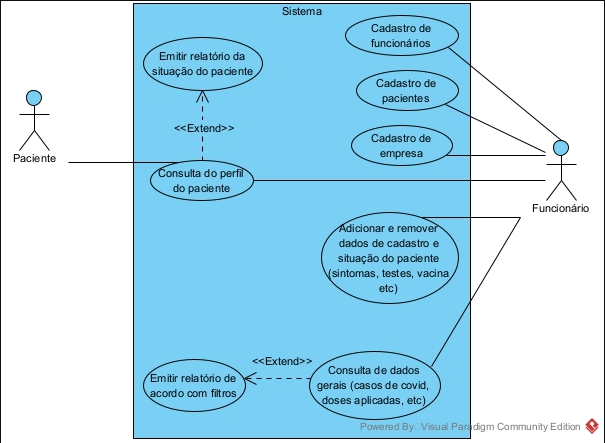 Sistema
Cadastro de
funcionários
Emitir relatório da
situação do paciente
Cadastro de
pacientes
<<Extend>>
Cadastro de
empresa
Paciente
Consulta do perfil
do paciente
Funcionário
Adicionar e remover
dados de cadastro e
situação do paciente
(sintomas, testes, vacina
etc)
<<Extend>>
Emitir relatório de
acordo com filtros
Consulta de dados
gerais (casos de covid,
doses aplicadas, etc)
Powered By: Visual Paradigm Community Edition